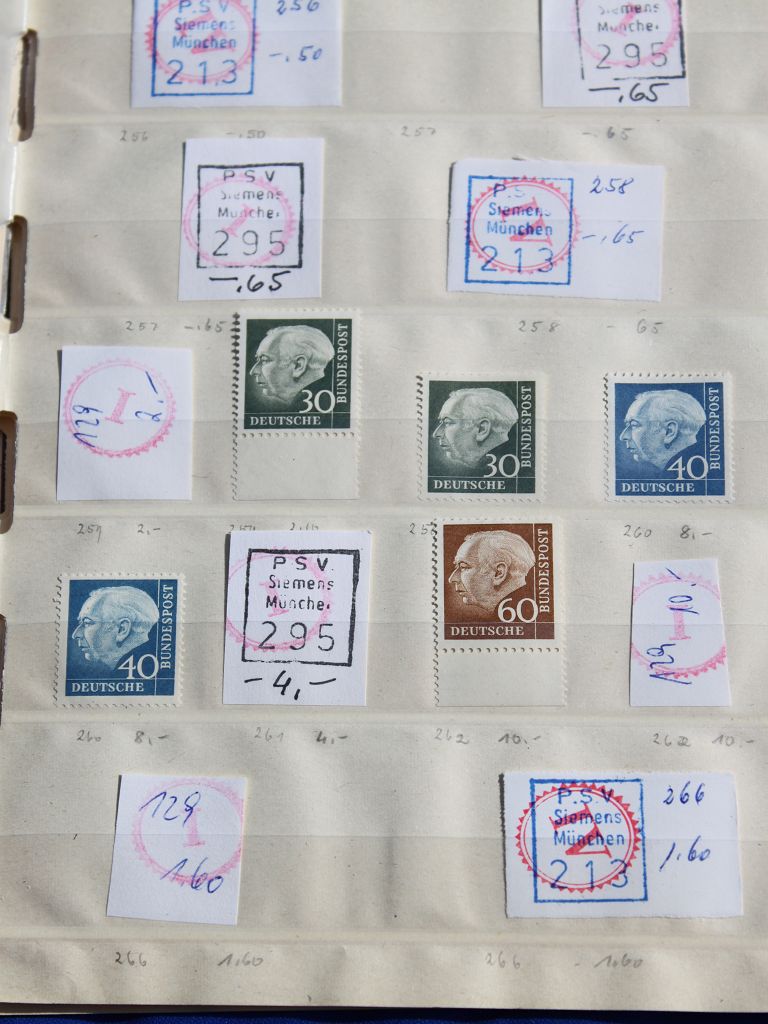 P.S.V
Siemens
München
213
256
-.50
Siemens
München
295
-.65
256 -.50 257 -.65
P S V
Siemens
München
295
-.65
I
P.S.
Siemens
München
213
IV
258
-.65
257 -.65 258 - 65
I
129
2.-
30
DEUTSCHE
BUNDESPOST
30
DEUTSCHE
BUNDESPOST
40
DEUTSCHE
BUNDESPOST
259 2.- 260 8.-
40
DEUTSCHE
BUNDESPOST
P S V
Siemens
München
295
-4,-
60
DEUTSCHE
BUNDESPOST
I
129
10.-
260 8.- 261 4.- 262 10.- 262 10.-
I
129
1.60
P.S.V
Siemens
München
213
IV
266
1.60
266 1.60 266 - 1.60